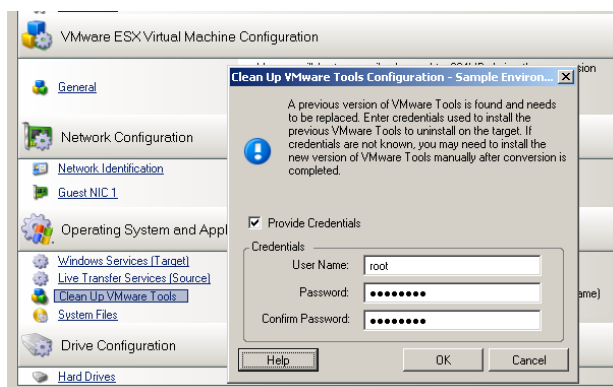 VMware ESX Virtual Machine Configuration
General
Clean Up VMware Tools Configuration - Sample Environ...
A previous version of VMware Tools is found and needs
to be replaced. Enter credentials used to install the
previous VMware Tools to uninstall on the target. If
credentials are not known, you may need to install the
new version of VMware Tools manually after conversion is
completed.
Network Configuration
Network Identification
Guest NIC 1
Provide Credentials
Operating System and Appl
Credentials
Windows Services (Target)
User Name: root
Live Transfer Services (Source)
Clean Up VMware Tools
Password: ●●●●●●●●
ame)
System Files
Confirm Password: ●●●●●●●●
Drive Configuration
Help OK Cancel
Hard Drives